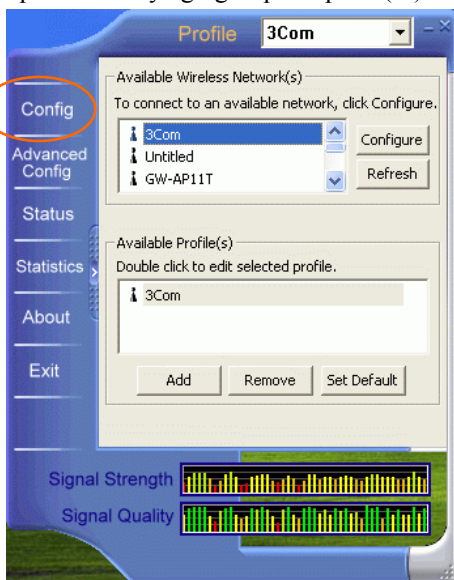 Profile 3Com
Available Wireless Network(s)
To connect to an available network, click Configure.
3Com
Untitled
GW-AP11T
Configure
Refresh
Available Profile(s)
Double click to edit selected profile.
3Com
Add Remove Set Default
Config
Advanced
Config
Status
Statistics
About
Exit
Signal Strength
Signal Quality